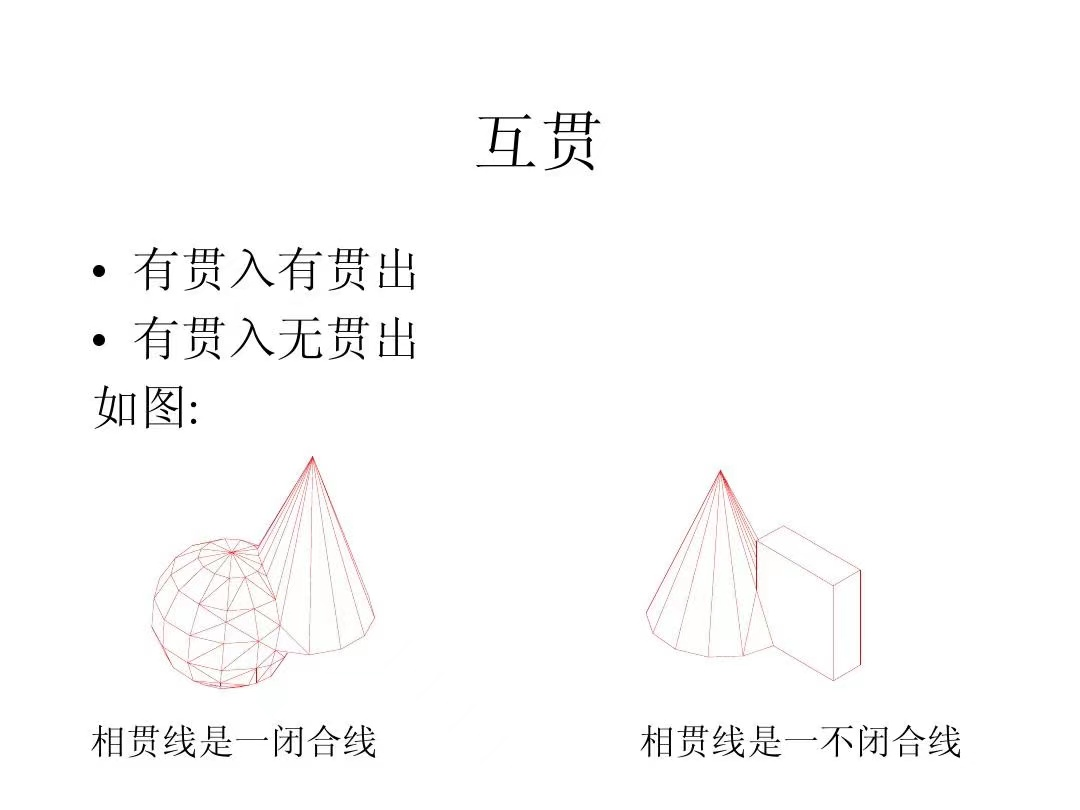 互贯
• 有贯入有贯出
• 有贯入无贯出
如图:
相贯线是一闭合线
相贯线是一不闭合线